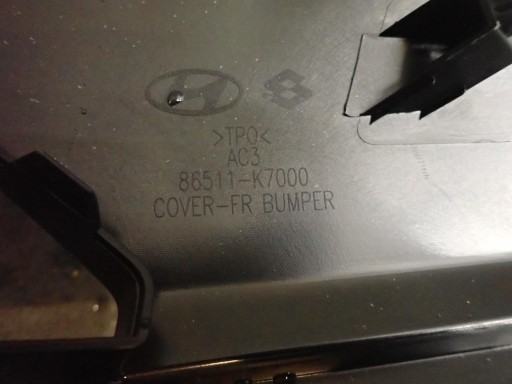 >TPO<
AC3
86511-K7000
COVER-FR BUMPER